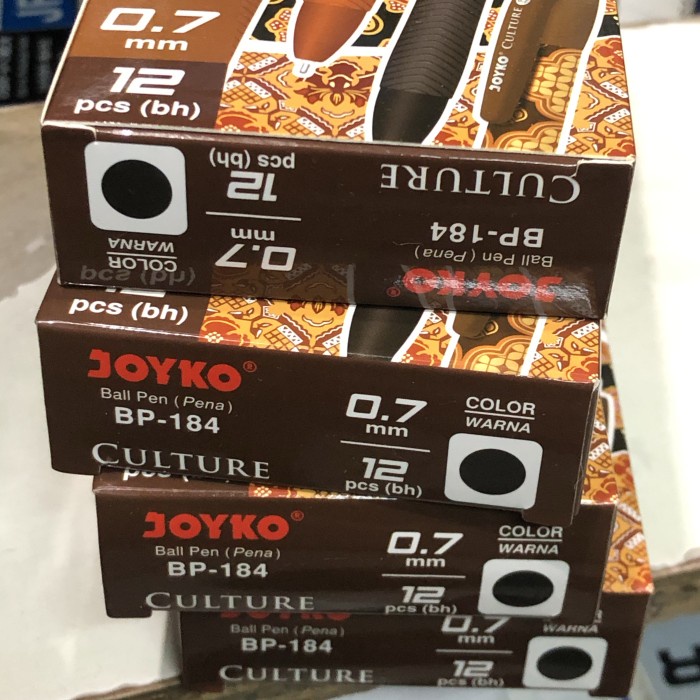 0.7
mm
12
pcs (bh)
JOYKO® CULTURE
COLOR
WARNA
12
pcs (bh)
0.7
mm
CULTURE
BP-184
Ball Pen (Pena)
JOYKO®
pcs (bh)
JOYKO®
Ball Pen (Pena)
BP-184
CULTURE
0.7
mm
12
pcs (bh)
COLOR
WARNA
JOYKO®
Ball Pen (Pena)
BP-184
CULTURE
0.7
mm
12
pcs (bh)
COLOR
WARNA
JOYKO
Ball Pen (Pena)
BP-184
CULTURE
0.7
mm
12
pcs (bh)
WARNA